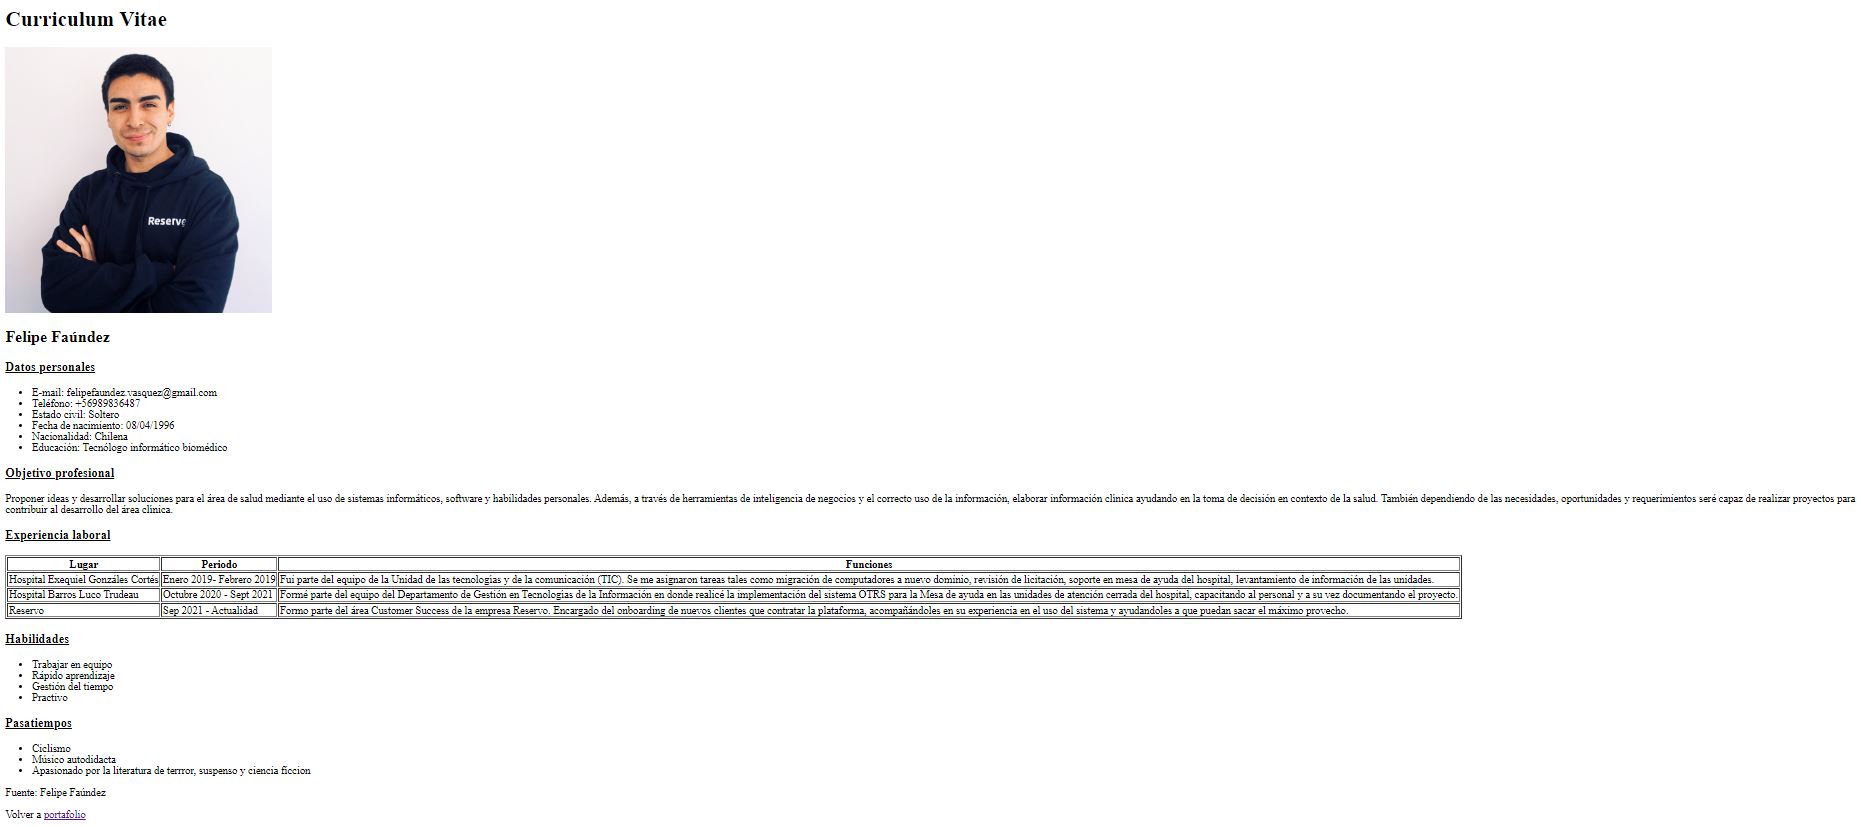 Curriculum Vitae
Reservo
Felipe Faúndez
Datos personales
E-mail: felipefaundez.vasquez@gmail.com
Teléfono: +56989836487
Estado civil: Soltero
Fecha de nacimiento: 08/04/1996
Nacionalidad: Chilena
Educación: Tecnólogo informático biomédico
Objetivo profesional
Proponer ideas y desarrollar soluciones para el área de salud mediante el uso de sistemas informáticos, software y habilidades personales. Además, a través de herramientas de inteligencia de negocios y el correcto uso de la información, elaborar información clínica ayudando en la toma de decisión en contexto de la salud. También dependiendo de las necesidades, oportunidades y requerimientos seré capaz de realizar proyectos para
contribuir al desarrollo del área clínica.
Experiencia laboral
Lugar Periodo Funciones
Hospital Exequiel Gonzáles Cortés Enero 2019- Febrero 2019 Fui parte del equipo de la Unidad de las tecnologías y de la comunicación (TIC). Se me asignaron tareas tales como migración de computadores a nuevo dominio, revisión de licitación, soporte en mesa de ayuda del hospital, levantamiento de información de las unidades.
Hospital Barros Luco Trudeau Octubre 2020 - Sept 2021 Formé parte del equipo del Departamento de Gestión en Tecnologías de la Información en donde realicé la implementación del sistema OTRS para la Mesa de ayuda en las unidades de atención cerrada del hospital, capacitando al personal y a su vez documentando el proyecto.
Reservo Sep 2021 - Actualidad Formo parte del área Customer Success de la empresa Reservo. Encargado del onboarding de nuevos clientes que contratar la plataforma, acompañándoles en su experiencia en el uso del sistema y ayudandoles a que puedan sacar el máximo provecho.
Habilidades
Trabajar en equipo
Rápido aprendizaje
Gestión del tiempo
Practivo
Pasatiempos
Ciclismo
Músico autodidacta
Apasionado por la literatura de terrror, suspenso y ciencia ficcion
Fuente: Felipe Faúndez
Volver a portafolio